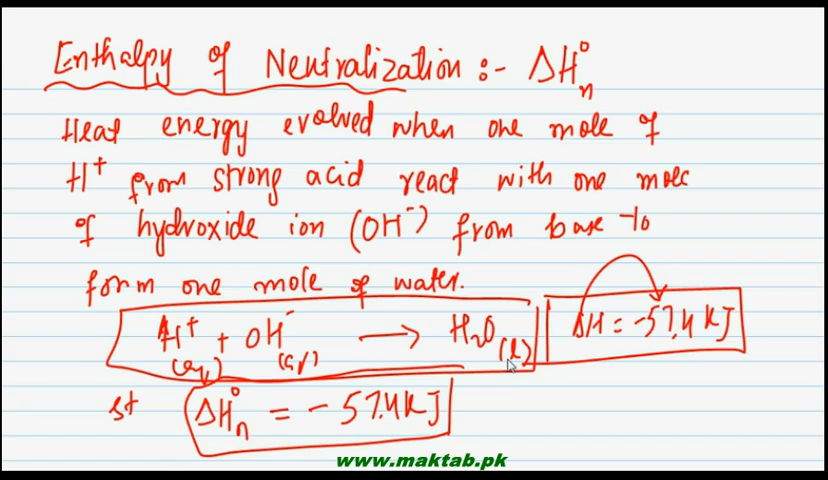 Enthalpy of Neutralization :- ΔH°n
Heat energy evolved when one mole of
H⁺ from strong acid react with one mole
of hydroxide ion (OH⁻) from base to
form one mole of water.
H⁺(aq) + OH⁻(aq) → H₂O(l) ΔH = -57.4 KJ
st ΔH°n = -57.4 KJ
www.maktab.pk